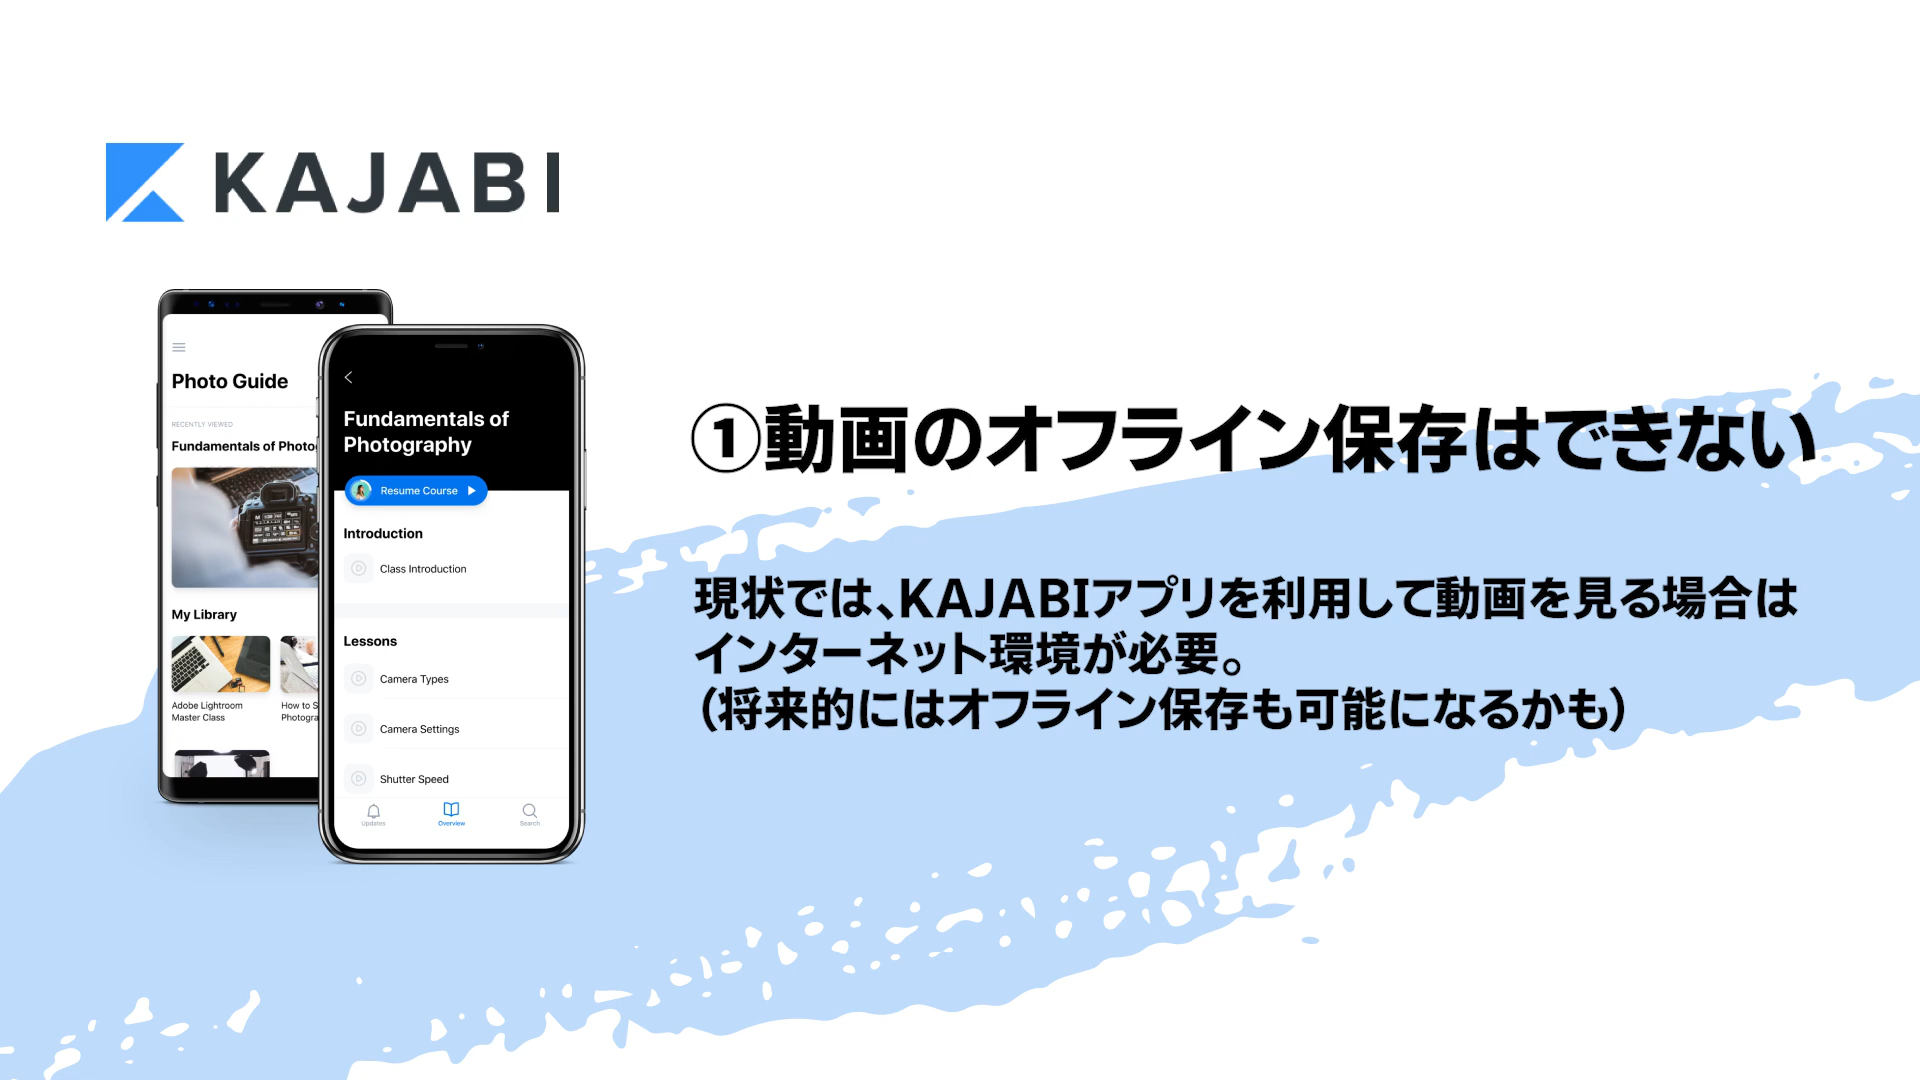 KAJABI
Photo Guide
RECENTLY VIEWED
Fundamentals of Photo
My Library
Adobe Lightroom
Master Class
How to S
Photogra
Fundamentals of
Photography
Resume Course
Introduction
Class Introduction
Lessons
Camera Types
Camera Settings
Shutter Speed
Updates
Overview
Search
①動画のオフライン保存はできない
現状では、KAJABIアプリを利用して動画を見る場合は
インターネット環境が必要。
（将来的にはオフライン保存も可能になるかも）